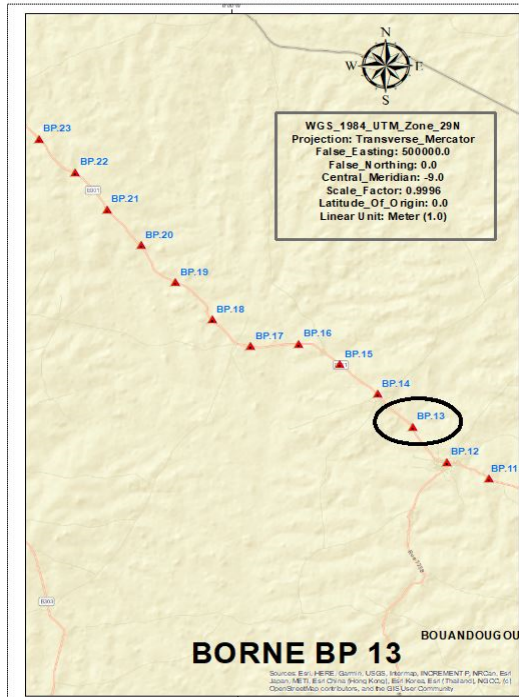 N
W
E
S
WGS_1984_UTM_Zone_29N
Projection: Transverse_Mercator
False_Easting: 500000.0
False_Northing: 0.0
Central_Meridian: -9.0
Scale_Factor: 0.9996
Latitude_Of_Origin: 0.0
Linear Unit: Meter (1.0)
BP.23
BP.22
BP.21
BP.20
BP.19
BP.18
BP.17
BP.16
BP.15
BP.14
BP.13
BP.12
BP.11
BOUANDOUGOU
BORNE BP 13
Sources: Esri, HERE, Garmin, USGS, Intermap, INCREMENT P, NRCan, Esri
Japan, METI, Esri China (Hong Kong), Esri Korea, Esri (Thailand), NGCC, (c)
OpenStreetMap contributors, and the GIS User Community